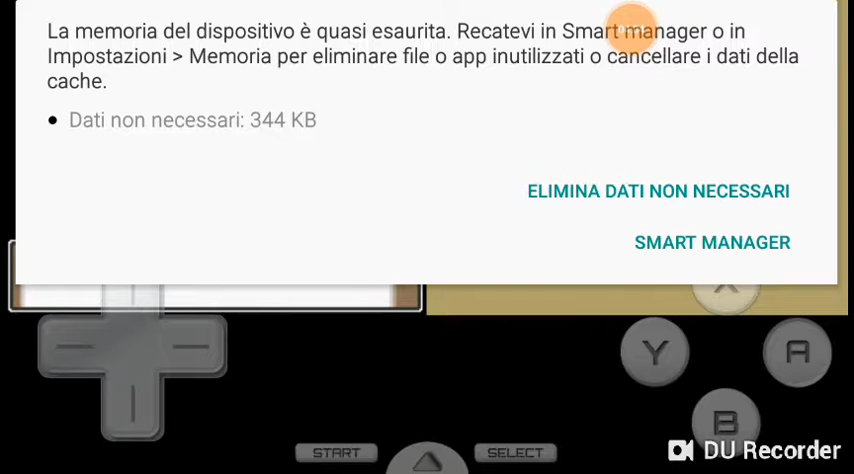 La memoria del dispositivo è quasi esaurita. Recatevi in Smart manager o in
Impostazioni > Memoria per eliminare file o app inutilizzati o cancellare i dati della
cache.
• Dati non necessari: 344 KB
ELIMINA DATI NON NECESSARI
SMART MANAGER
X
Y
A
B
START
SELECT
DU Recorder